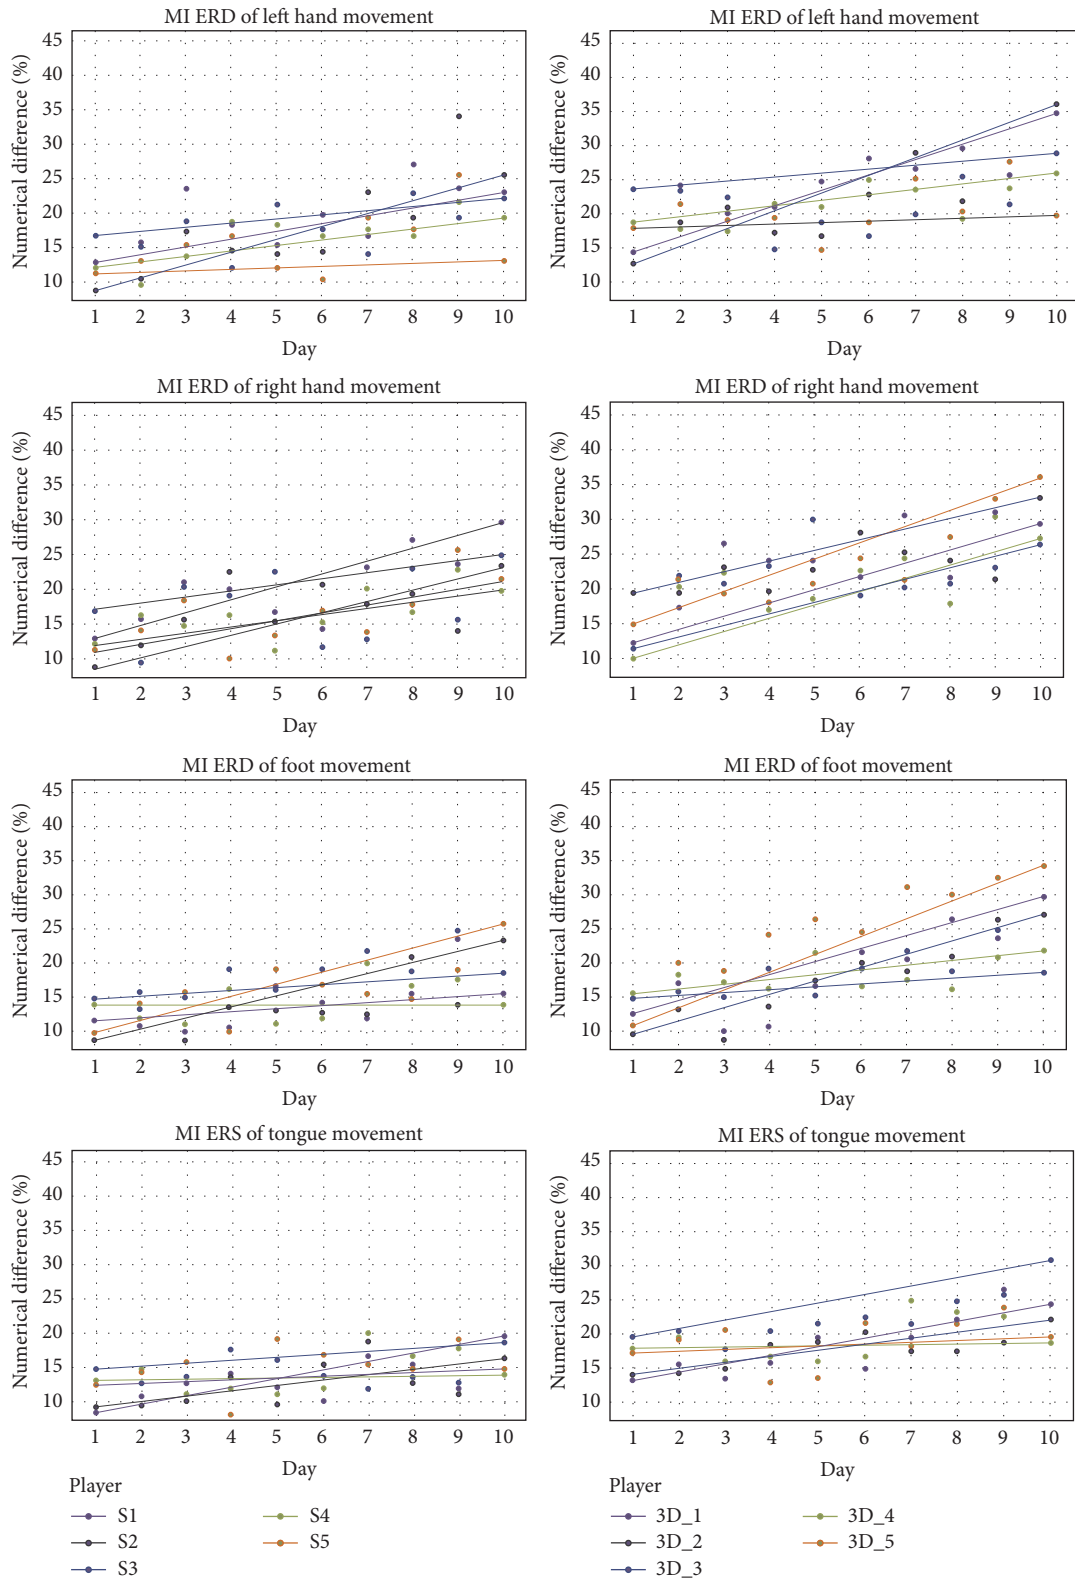 MI ERD of left hand movement
Numerical difference (%)
45
40
35
30
25
20
15
10
1 2 3 4 5 6 7 8 9 10
Day
MI ERD of left hand movement
Numerical difference (%)
45
40
35
30
25
20
15
10
1 2 3 4 5 6 7 8 9 10
Day
MI ERD of right hand movement
Numerical difference (%)
45
40
35
30
25
20
15
10
1 2 3 4 5 6 7 8 9 10
Day
MI ERD of right hand movement
Numerical difference (%)
45
40
35
30
25
20
15
10
1 2 3 4 5 6 7 8 9 10
Day
MI ERD of foot movement
Numerical difference (%)
45
40
35
30
25
20
15
10
1 2 3 4 5 6 7 8 9 10
Day
MI ERD of foot movement
Numerical difference (%)
45
40
35
30
25
20
15
10
1 2 3 4 5 6 7 8 9 10
Day
MI ERS of tongue movement
Numerical difference (%)
45
40
35
30
25
20
15
10
1 2 3 4 5 6 7 8 9 10
Day
MI ERS of tongue movement
Numerical difference (%)
45
40
35
30
25
20
15
10
1 2 3 4 5 6 7 8 9 10
Day
Player
S1 S4
S2 S5
S3
Player
3D_1 3D_4
3D_2 3D_5
3D_3